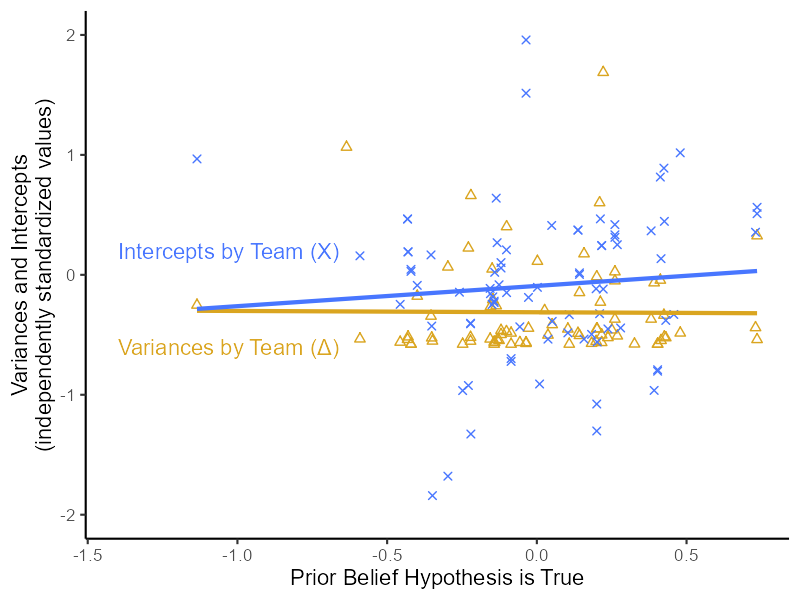 Variances and Intercepts
(independently standardized values)
2
1
0
-1
-2
Intercepts by Team (X)
Variances by Team (Δ)
-1.5
-1.0
-0.5
0.0
0.5
Prior Belief Hypothesis is True